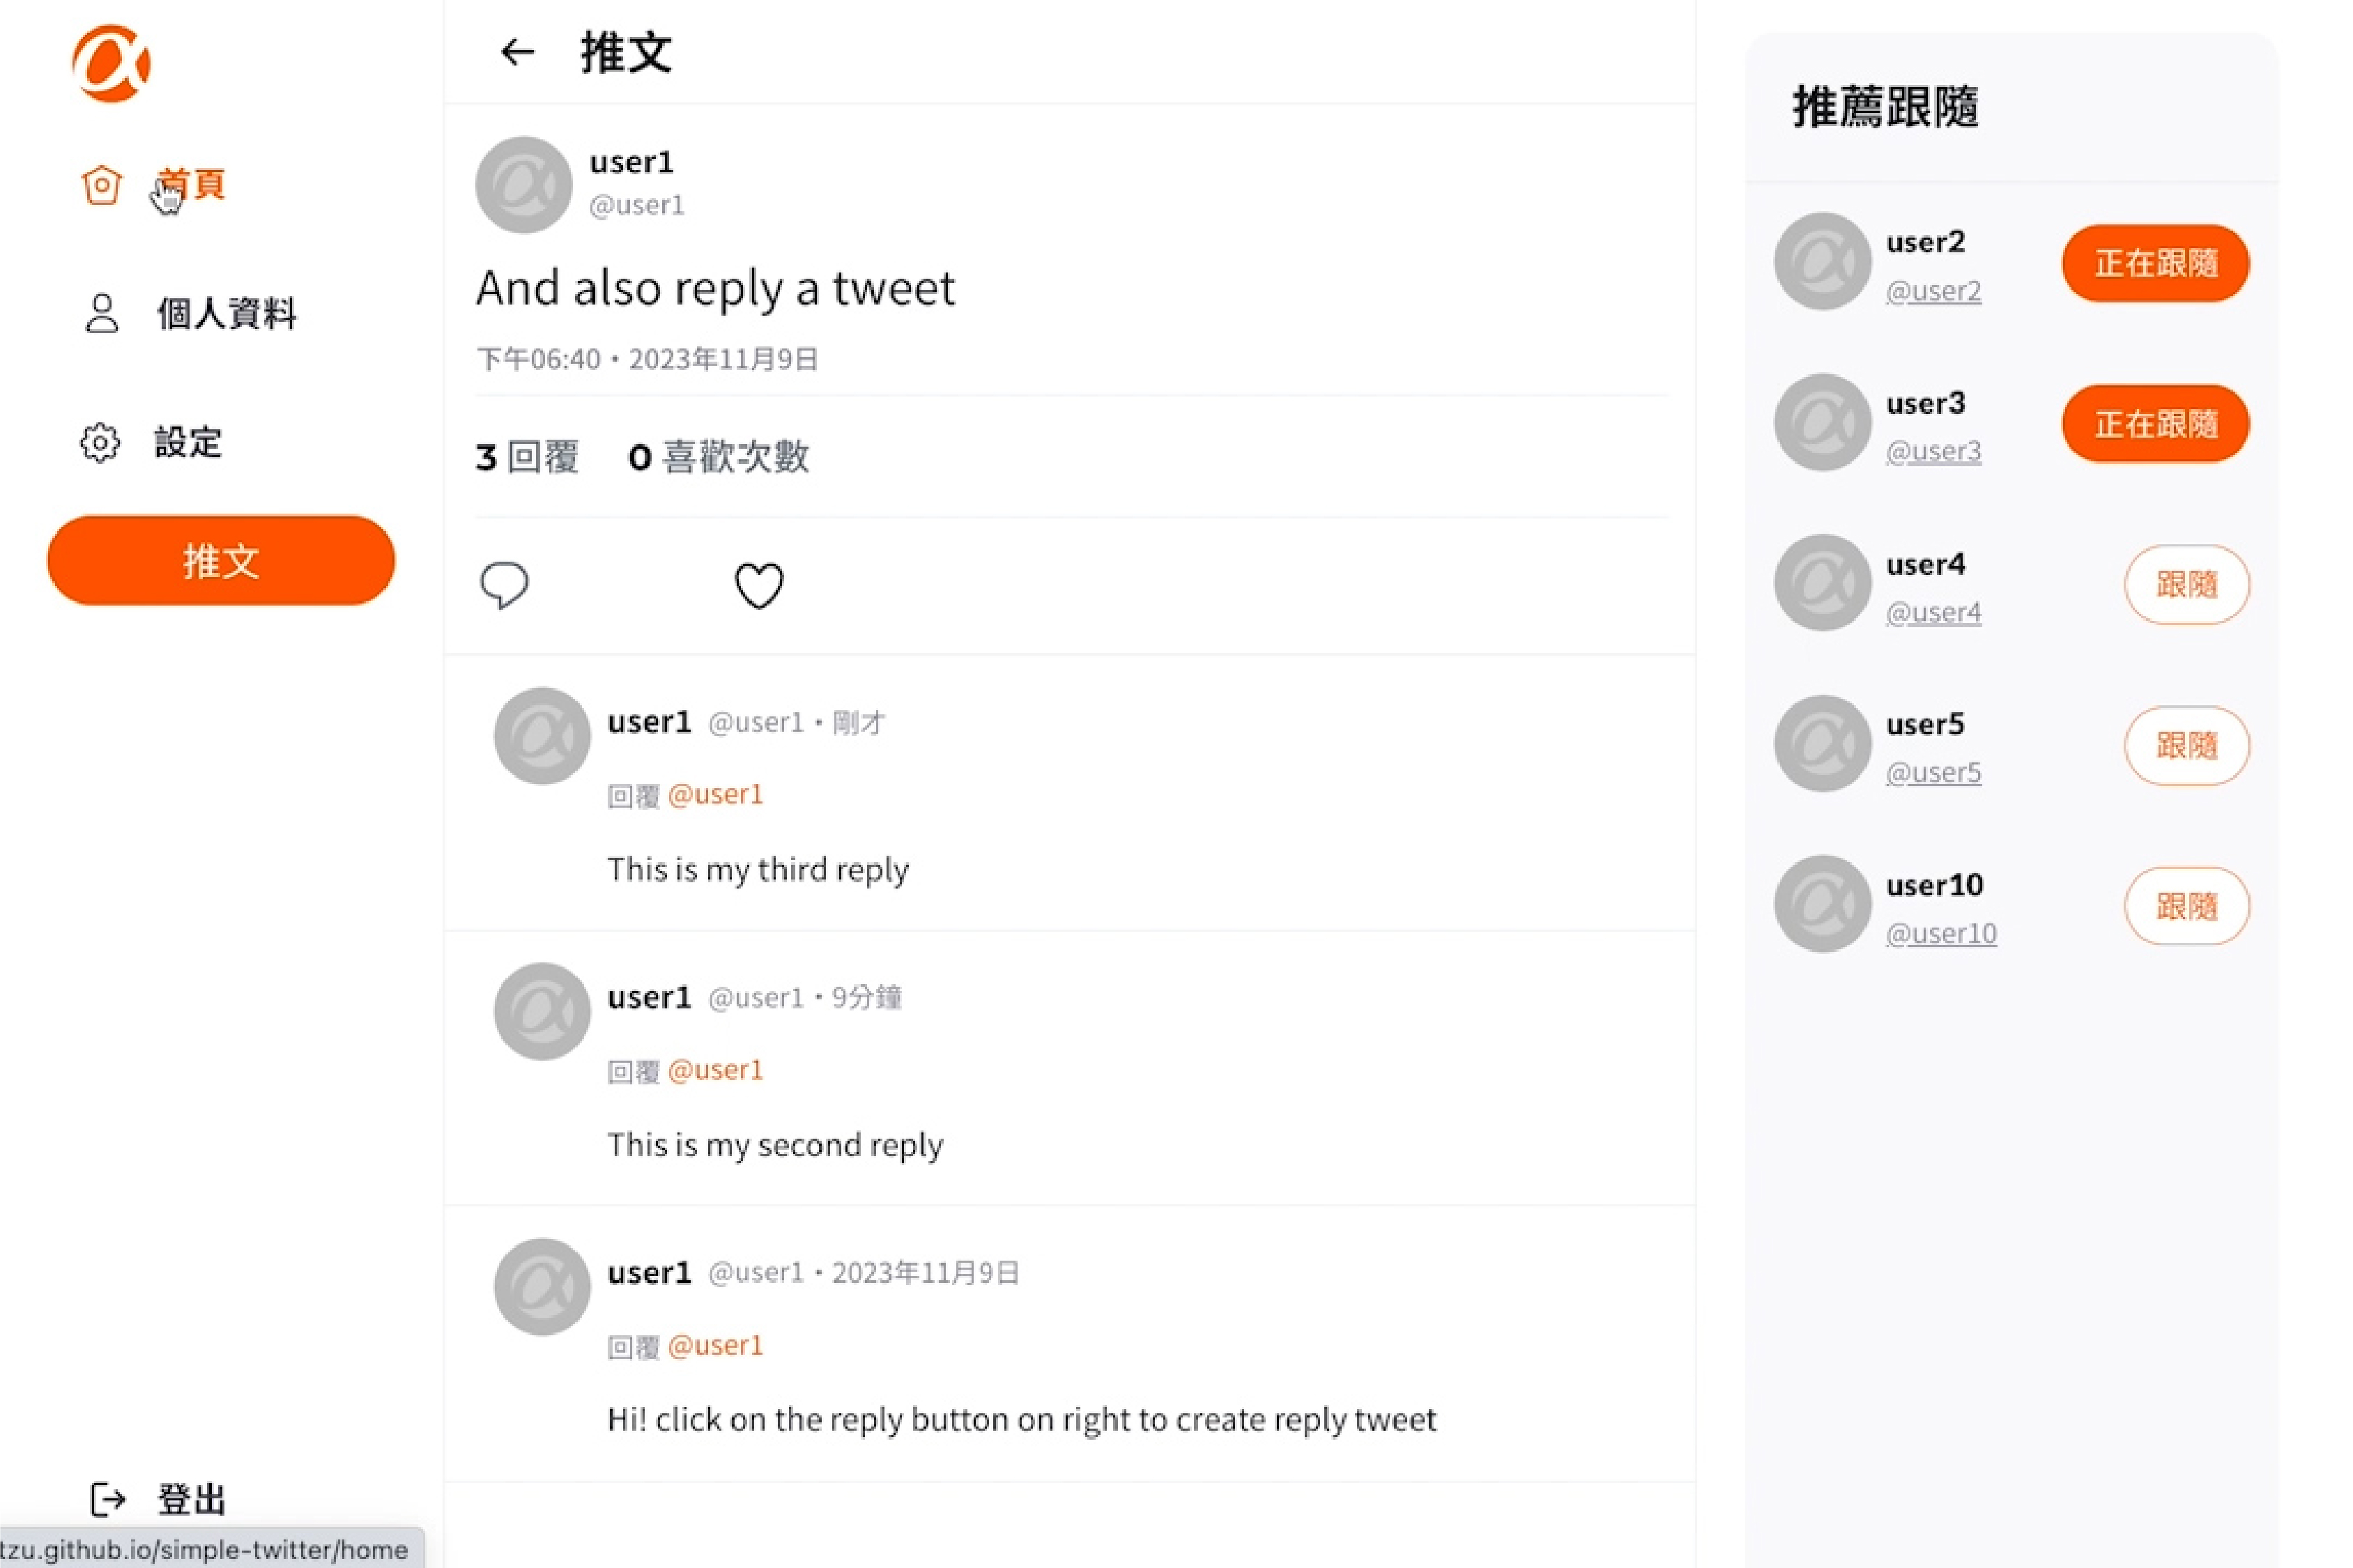 首頁
個人資料
設定
推文
登出
tzu.github.io/simple-twitter/home
推文
user1
@user1
And also reply a tweet
下午06:40・2023年11月9日
3 回覆 0 喜歡次數
user1 @user1・剛才
回覆 @user1
This is my third reply
user1 @user1・9分鐘
回覆 @user1
This is my second reply
user1 @user1・2023年11月9日
回覆 @user1
Hi! click on the reply button on right to create reply tweet
推薦跟隨
user2
@user2
正在跟隨
user3
@user3
正在跟隨
user4
@user4
跟隨
user5
@user5
跟隨
user10
@user10
跟隨